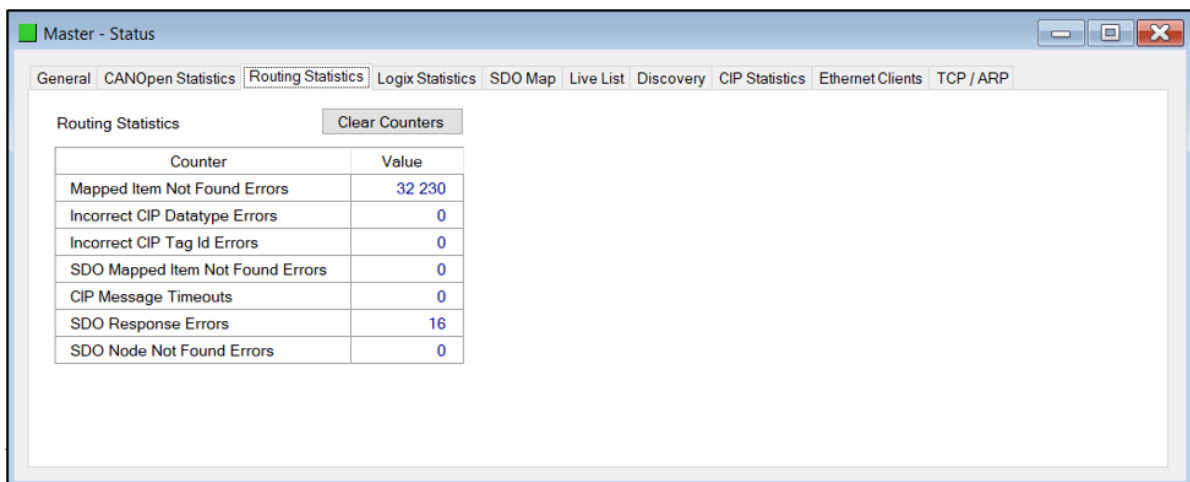 Master - Status
General CANOpen Statistics Routing Statistics Logix Statistics SDO Map Live List Discovery CIP Statistics Ethernet Clients TCP / ARP
Routing Statistics Clear Counters
Counter Value
Mapped Item Not Found Errors 32 230
Incorrect CIP Datatype Errors 0
Incorrect CIP Tag Id Errors 0
SDO Mapped Item Not Found Errors 0
CIP Message Timeouts 0
SDO Response Errors 16
SDO Node Not Found Errors 0